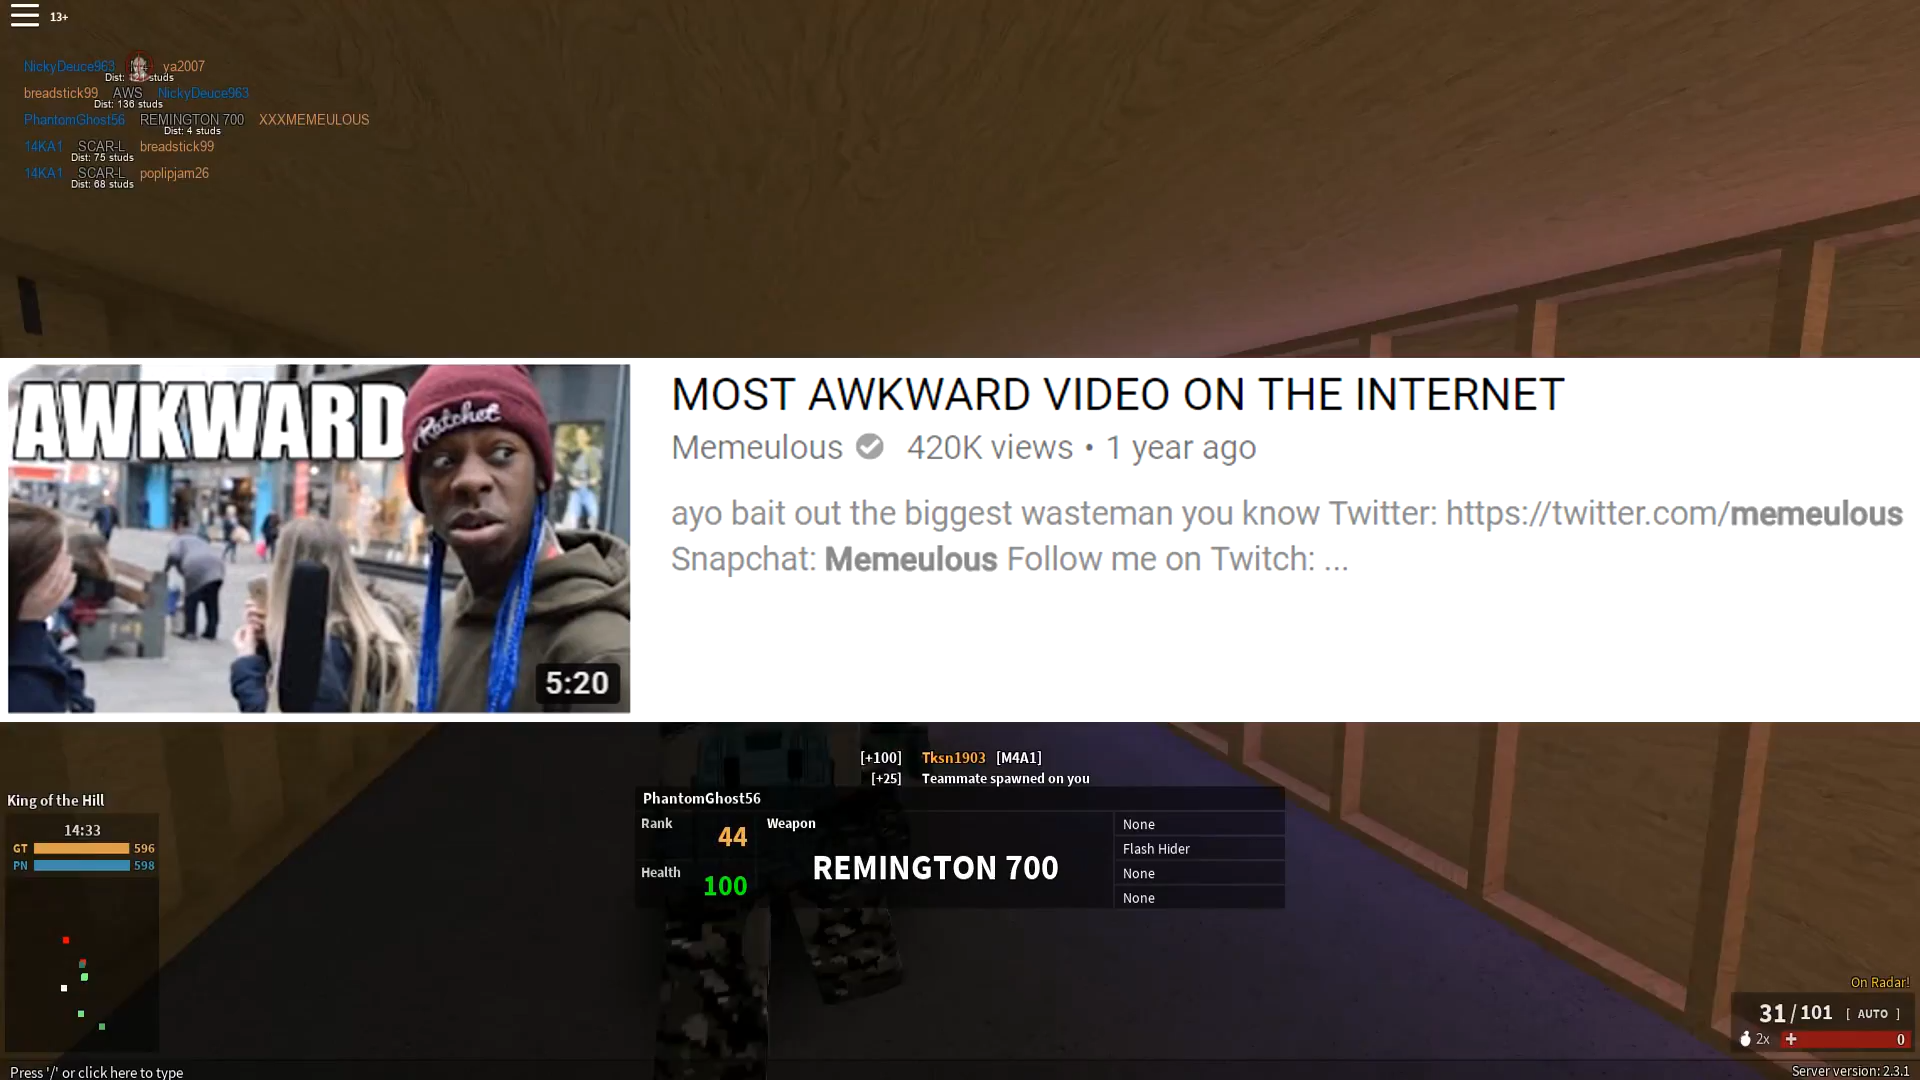 13+
NickyDeuce963 ya2007
Dist: studs
breadstick99 AWS NickyDeuce963
Dist: 136 studs
PhantomGhost56 REMINGTON 700 XXXMEMEULOUS
Dist: 4 studs
14KA1 SCAR-L breadstick99
Dist: 75 studs
14KA1 SCAR-L poplipjam26
Dist: 68 studs
AWKWARD
Ratchet
5:20
MOST AWKWARD VIDEO ON THE INTERNET
Memeulous 420K views • 1 year ago
ayo bait out the biggest wasteman you know Twitter: https://twitter.com/memeulous
Snapchat: Memeulous Follow me on Twitch: ...
[+100] Tksn1903 [M4A1]
[+25] Teammate spawned on you
PhantomGhost56
Rank 44
Health 100
Weapon
REMINGTON 700
None
Flash Hider
None
None
King of the Hill
14:33
GT 596
PN 598
On Radar!
31/101 [ AUTO ]
2x 0
Press '/' or click here to type
Server version: 2.3.1